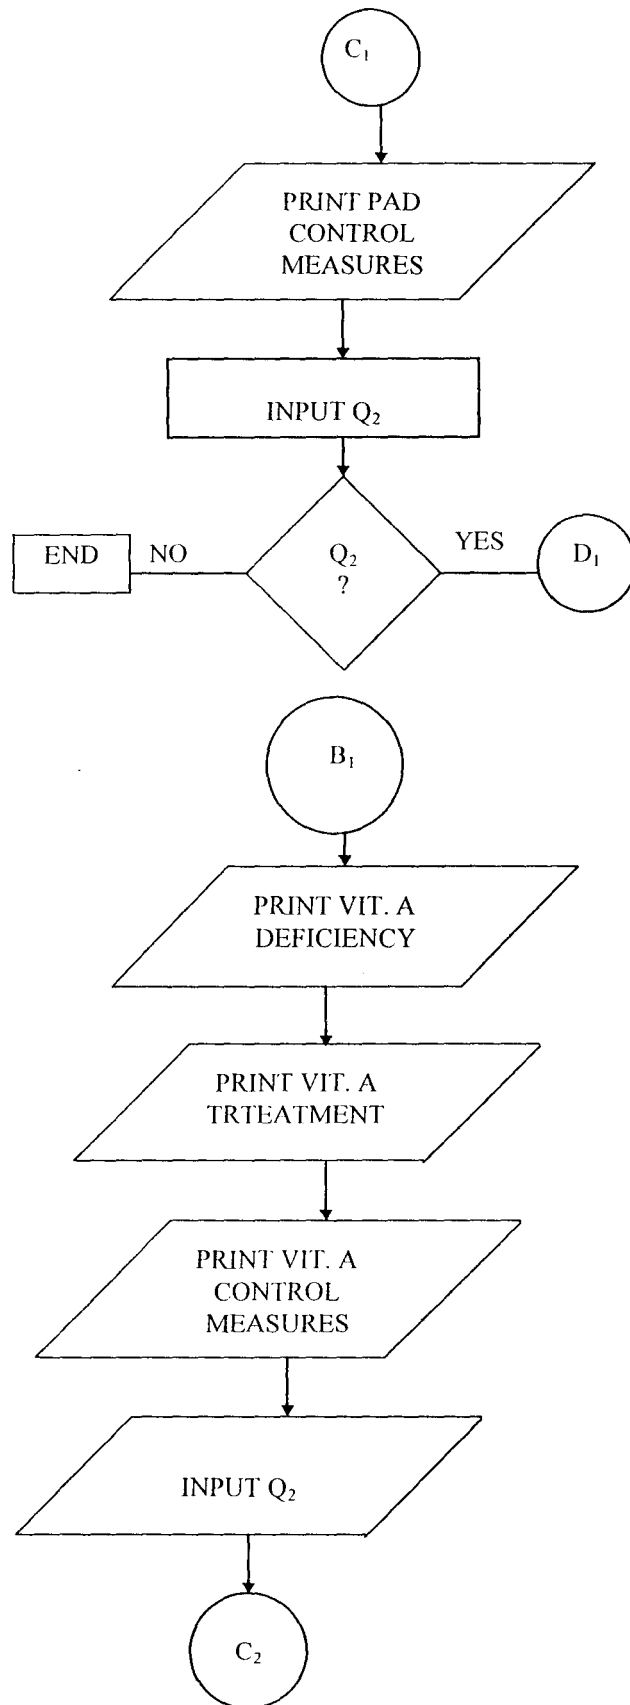 C₁
PRINT PAD
CONTROL
MEASURES
INPUT Q₂
END
NO
Q₂
?
YES
D₁
B₁
PRINT VIT. A
DEFICIENCY
PRINT VIT. A
TRTEATMENT
PRINT VIT. A
CONTROL
MEASURES
INPUT Q₂
C₂